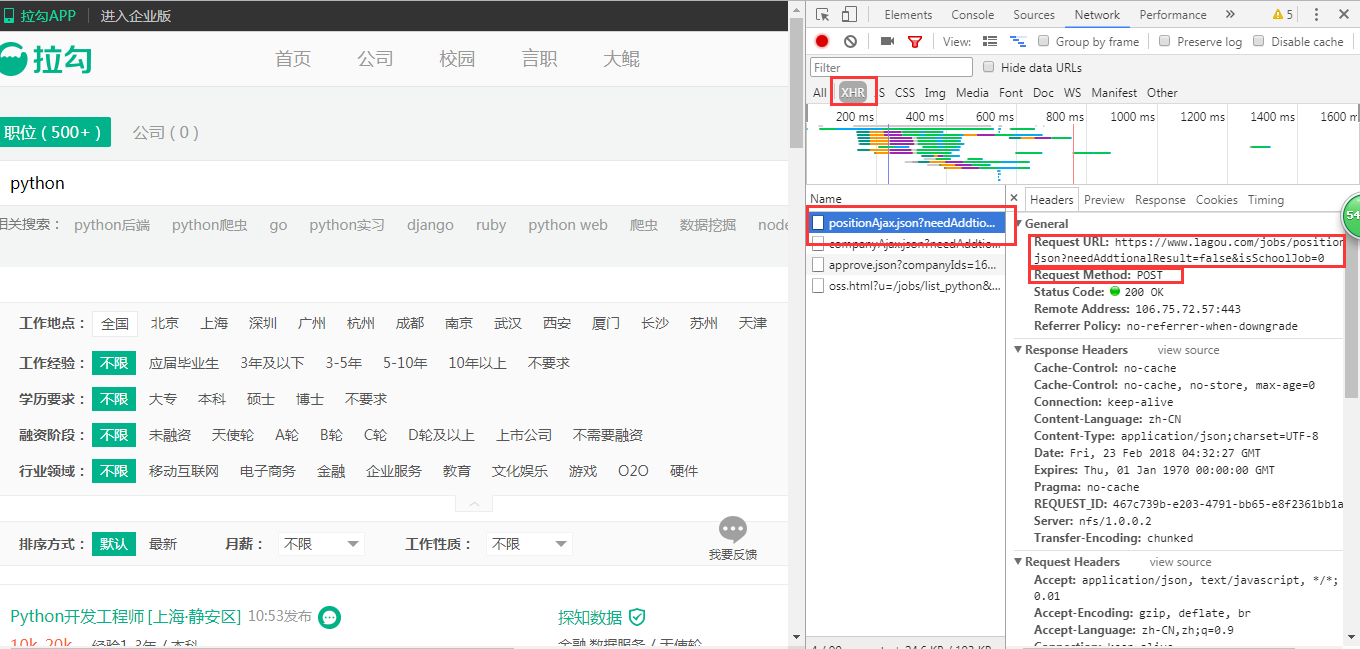 拉勾APP 进入企业版
拉勾 首页 公司 校园 言职 大鲲
职位 ( 500+ ) 公司 ( 0 )
python
相关搜索： python后端 python爬虫 go python实习 django ruby python web 爬虫 数据挖掘 node
工作地点： 全国 北京 上海 深圳 广州 杭州 成都 南京 武汉 西安 厦门 长沙 苏州 天津
工作经验： 不限 应届毕业生 3年及以下 3-5年 5-10年 10年以上 不要求
学历要求： 不限 大专 本科 硕士 博士 不要求
融资阶段： 不限 未融资 天使轮 A轮 B轮 C轮 D轮及以上 上市公司 不需要融资
行业领域： 不限 移动互联网 电子商务 金融 企业服务 教育 文化娱乐 游戏 O2O 硬件
排序方式： 默认 最新 月薪： 不限 工作性质： 不限
我要反馈
Python开发工程师 [上海·静安区] 10:53发布 探知数据
10k-20k 经验1-3年 / 本科 金融,数据服务 / 天使轮
Elements Console Sources Network Performance » 5
View: Group by frame Preserve log Disable cache
Filter Hide data URLs
All XHR JS CSS Img Media Font Doc WS Manifest Other
200 ms 400 ms 600 ms 800 ms 1000 ms 1200 ms 1400 ms 1600 m
Name
positionAjax.json?needAddtio...
companyAjax.json?needAddtio...
approve.json?companyIds=16...
oss.html?u=/jobs/list_python&...
Headers Preview Response Cookies Timing
General
Request URL: https://www.lagou.com/jobs/position
json?needAddtionalResult=false&isSchoolJob=0
Request Method: POST
Status Code: 200 OK
Remote Address: 106.75.72.57:443
Referrer Policy: no-referrer-when-downgrade
Response Headers view source
Cache-Control: no-cache
Cache-Control: no-cache, no-store, max-age=0
Connection: keep-alive
Content-Language: zh-CN
Content-Type: application/json;charset=UTF-8
Date: Fri, 23 Feb 2018 04:32:27 GMT
Expires: Thu, 01 Jan 1970 00:00:00 GMT
Pragma: no-cache
REQUEST_ID: 467c739b-e203-4791-bb65-e8f2361bb1a
Server: nfs/1.0.0.2
Transfer-Encoding: chunked
Request Headers view source
Accept: application/json, text/javascript, */*;
0.01
Accept-Encoding: gzip, deflate, br
Accept-Language: zh-CN,zh;q=0.9
Connection: keep-alive
54